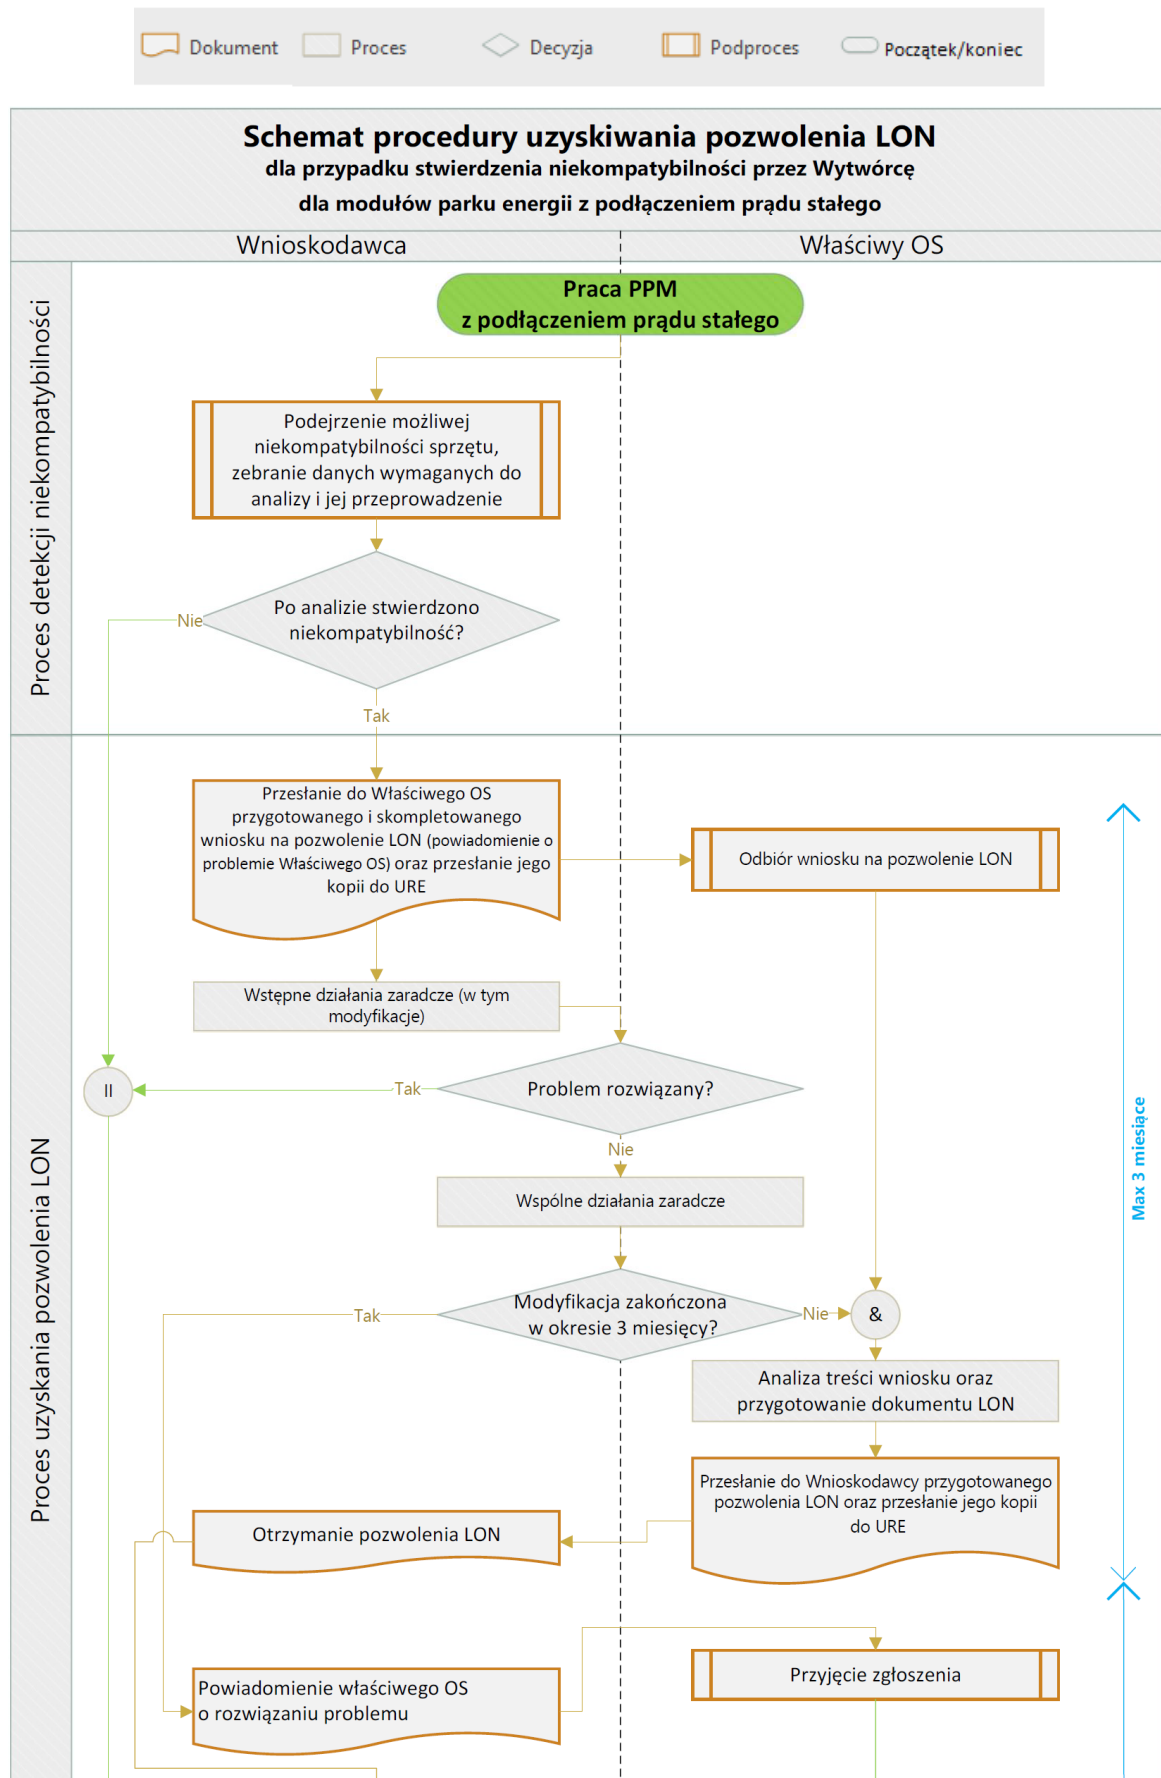 Dokument
Proces
Decyzja
Podproces
Początek/koniec
Schemat procedury uzyskiwania pozwolenia LON
dla przypadku stwierdzenia niekompatybilności przez Wytwórcę
dla modułów parku energii z podłączeniem prądu stałego
Wnioskodawca
Właściwy OS
Proces detekcji niekompatybilności
Praca PPM
z podłączeniem prądu stałego
Podejrzenie możliwej
niekompatybilności sprzętu,
zebranie danych wymaganych do
analizy i jej przeprowadzenie
Po analizie stwierdzono
niekompatybilność?
Nie
Tak
Proces uzyskania pozwolenia LON
Przesłanie do Właściwego OS
przygotowanego i skompletowanego
wniosku na pozwolenie LON (powiadomienie o
problemie Właściwego OS) oraz przesłanie jego
kopii do URE
Odbiór wniosku na pozwolenie LON
Wstępne działania zaradcze (w tym
modyfikacje)
Problem rozwiązany?
Tak
II
Nie
Max 3 miesiące
Wspólne działania zaradcze
Modyfikacja zakończona
w okresie 3 miesięcy?
Tak
Nie
&
Analiza treści wniosku oraz
przygotowanie dokumentu LON
Przesłanie do Wnioskodawcy przygotowanego
pozwolenia LON oraz przesłanie jego kopii
do URE
Otrzymanie pozwolenia LON
Przyjęcie zgłoszenia
Powiadomienie właściwego OS
o rozwiązaniu problemu